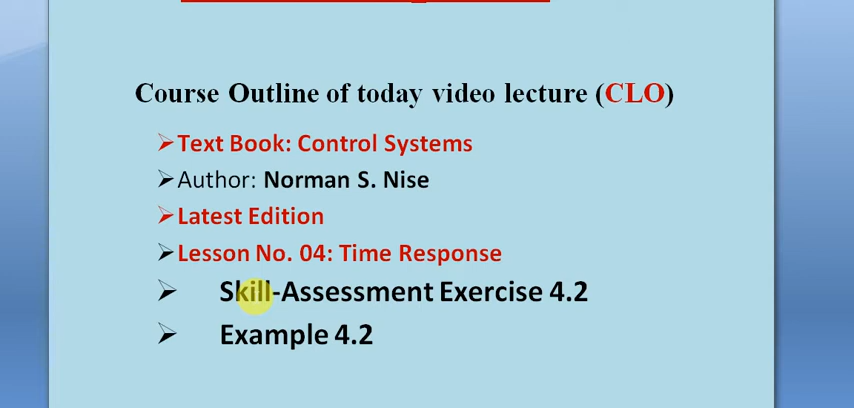 Course Outline of today video lecture (CLO)
Text Book: Control Systems
Author: Norman S. Nise
Latest Edition
Lesson No. 04: Time Response
Skill-Assessment Exercise 4.2
Example 4.2